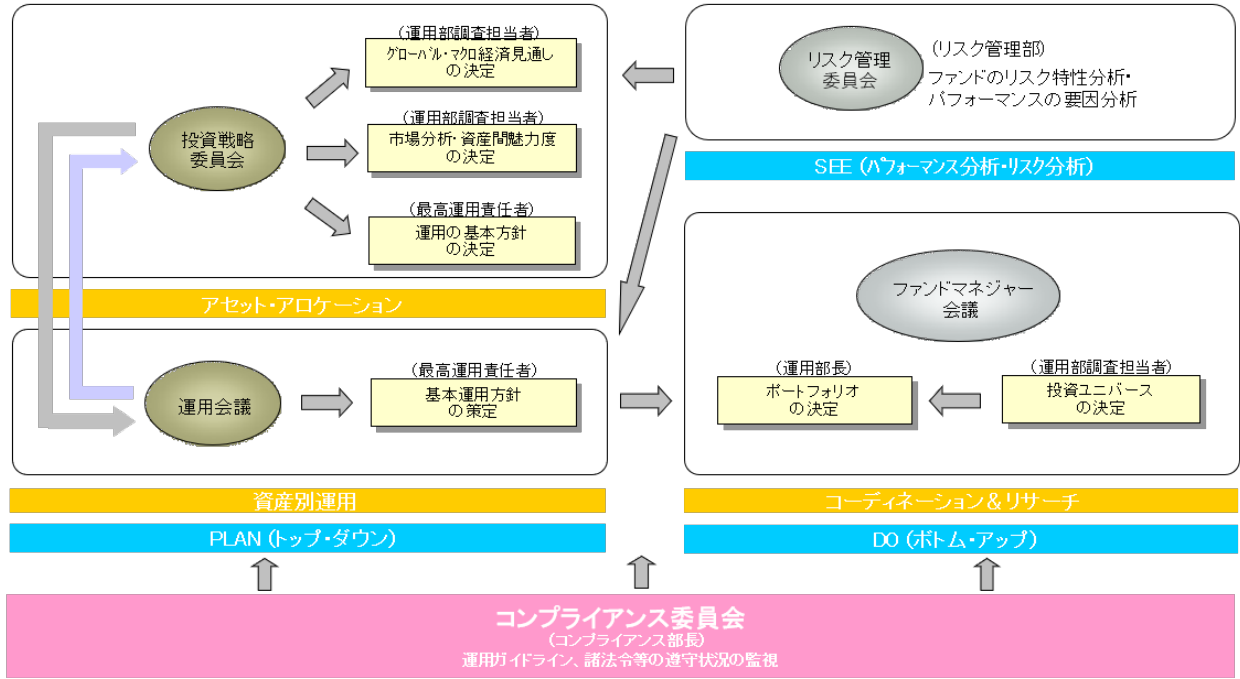 (運用部調査担当者)
グローバル・マクロ経済見通し
の決定
投資戦略
委員会
(運用部調査担当者)
市場分析・資産間魅力度
の決定
(最高運用責任者)
運用の基本方針
の決定
アセット・アロケーション
運用会議
(最高運用責任者)
基本運用方針
の策定
資産別運用
PLAN (トップ・ダウン)
リスク管理
委員会
(リスク管理部)
ファンドのリスク特性分析・
パフォーマンスの要因分析
SEE (パフォーマンス分析・リスク分析)
ファンドマネジャー
会議
(運用部長)
ポートフォリオ
の決定
(運用部調査担当者)
投資ユニバース
の決定
コーディネーション＆リサーチ
DO (ボトム・アップ)
コンプライアンス委員会
(コンプライアンス部長)
運用ガイドライン、諸法令等の遵守状況の監視